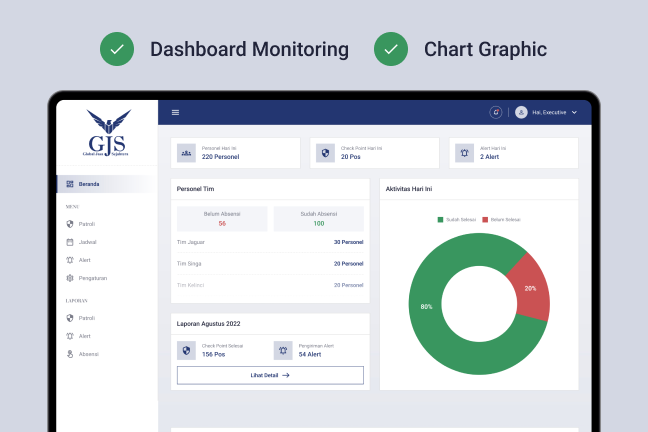 Dashboard Monitoring
Chart Graphic
GJS
Global Jasa Sejahtera
Hai, Executive
Personel Hari Ini
220 Personel
Check Point Hari Ini
20 Pos
Alert Hari Ini
2 Alert
Beranda
MENU
Patroli
Jadwal
Alert
Pengaturan
LAPORAN
Patroli
Alert
Absensi
Personel Tim
Belum Absensi
56
Sudah Absensi
100
Tim Jaguar
30 Personel
Tim Singa
20 Personel
Tim Kelinci
20 Personel
Laporan Agustus 2022
Check Point Selesai
156 Pos
Pengiriman Alert
54 Alert
Lihat Detail
Aktivitas Hari Ini
Sudah Selesai
Belum Selesai
20%
80%